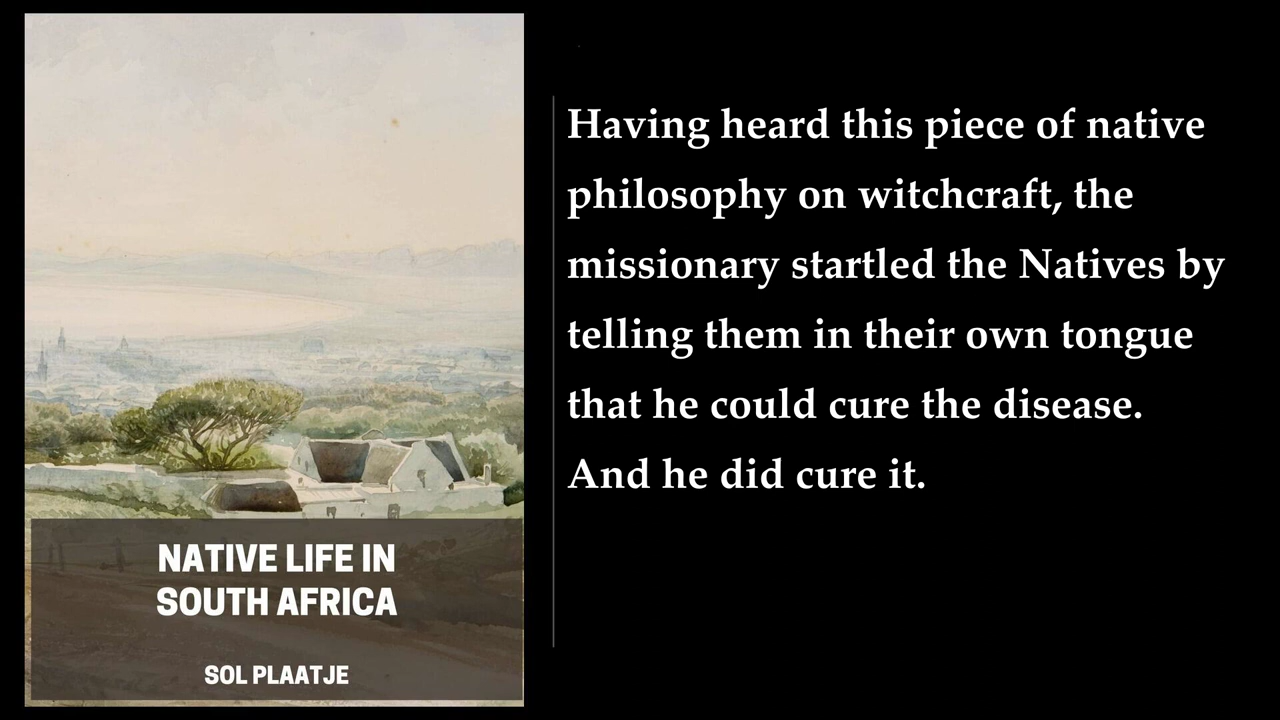 NATIVE LIFE IN
SOUTH AFRICA
SOL PLAATJE
Having heard this piece of native
philosophy on witchcraft, the
missionary startled the Natives by
telling them in their own tongue
that he could cure the disease.
And he did cure it.